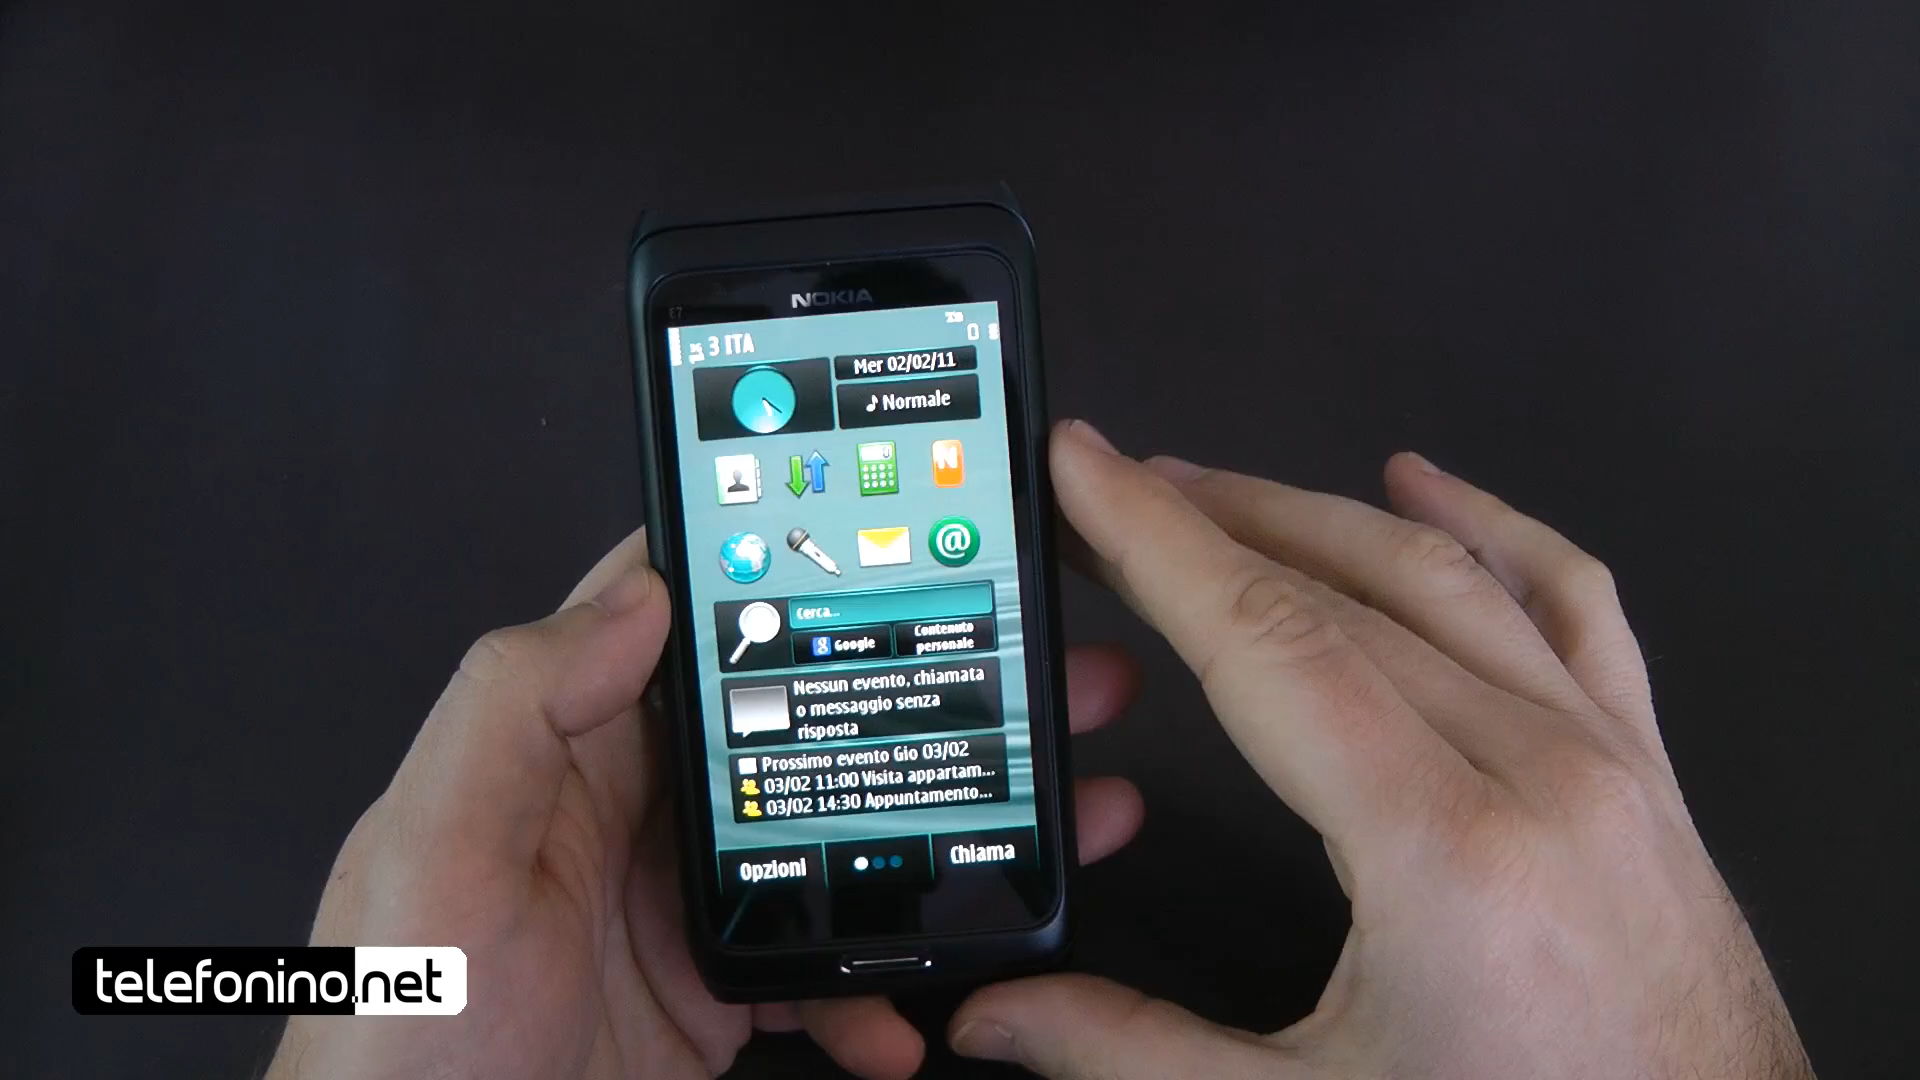 NOKIA
E7
3 ITA
Mer 02/02/11
Normale
Cerca...
Google
Contenuto
personale
Nessun evento, chiamata
o messaggio senza
risposta
Prossimo evento Gio 03/02
03/02 11:00 Visita appartam...
03/02 14:30 Appuntamento...
Opzioni
Chiama
telefonino.net